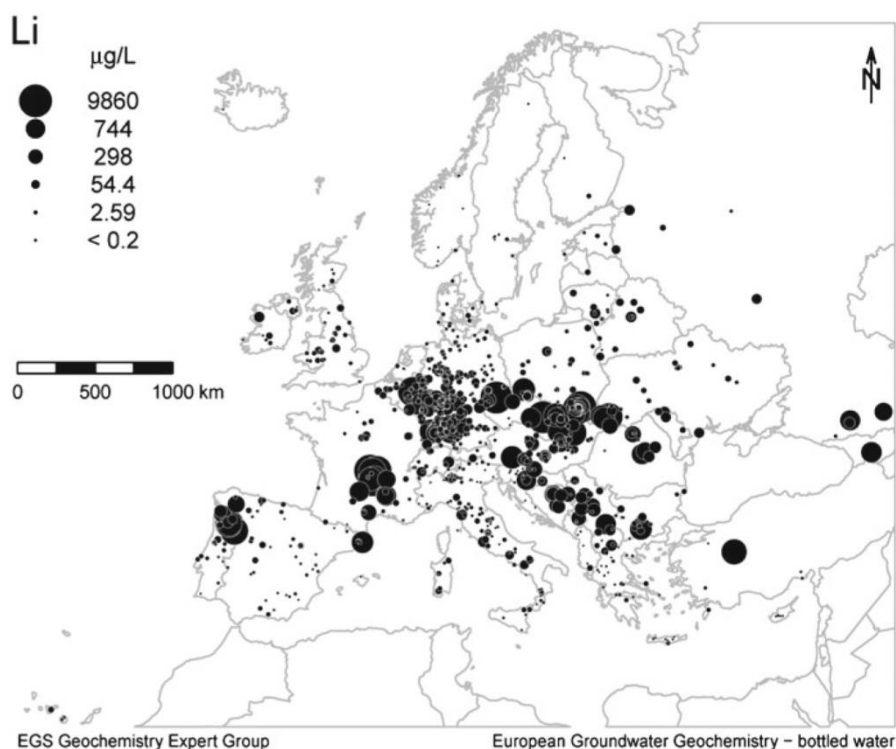 Li
µg/L
9860
744
298
54.4
2.59
< 0.2
N
0 500 1000 km
EGS Geochemistry Expert Group
European Groundwater Geochemistry – bottled water